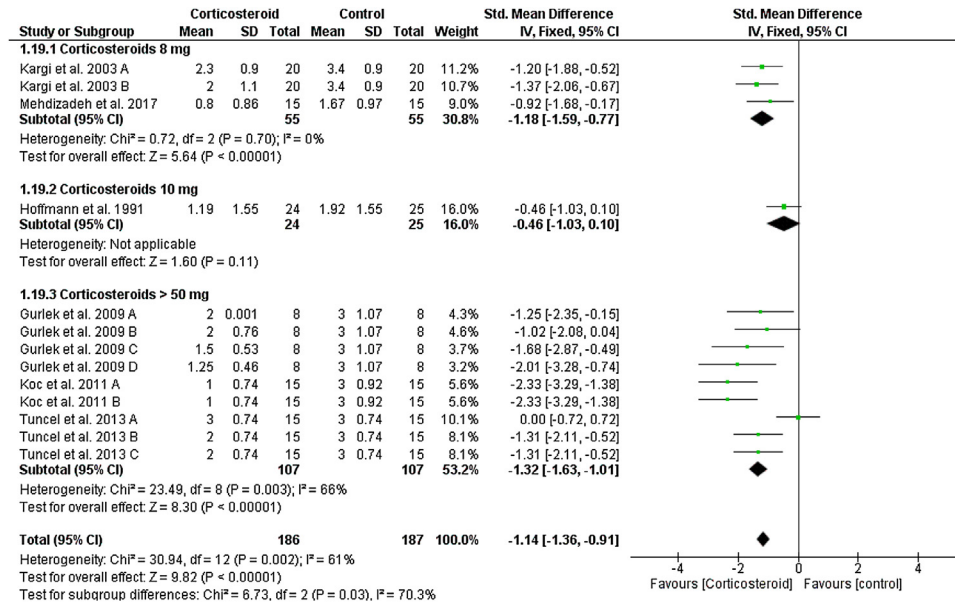 Corticosteroid Control Std. Mean Difference Std. Mean Difference
Study or Subgroup Mean SD Total Mean SD Total Weight IV, Fixed, 95% CI IV, Fixed, 95% CI
1.19.1 Corticosteroids 8 mg
Kargi et al. 2003 A 2.3 0.9 20 3.4 0.9 20 11.2% -1.20 [-1.88, -0.52]
Kargi et al. 2003 B 2 1.1 20 3.4 0.9 20 10.7% -1.37 [-2.06, -0.67]
Mehdizadeh et al. 2017 0.8 0.86 15 1.67 0.97 15 9.0% -0.92 [-1.68, -0.17]
Subtotal (95% CI) 55 55 30.8% -1.18 [-1.59, -0.77]
Heterogeneity: Chi² = 0.72, df = 2 (P = 0.70); I² = 0%
Test for overall effect: Z = 5.64 (P < 0.00001)
1.19.2 Corticosteroids 10 mg
Hoffmann et al. 1991 1.19 1.55 24 1.92 1.55 25 16.0% -0.46 [-1.03, 0.10]
Subtotal (95% CI) 24 25 16.0% -0.46 [-1.03, 0.10]
Heterogeneity: Not applicable
Test for overall effect: Z = 1.60 (P = 0.11)
1.19.3 Corticosteroids > 50 mg
Gurlek et al. 2009 A 2 0.001 8 3 1.07 8 4.3% -1.25 [-2.35, -0.15]
Gurlek et al. 2009 B 2 0.76 8 3 1.07 8 4.6% -1.02 [-2.08, 0.04]
Gurlek et al. 2009 C 1.5 0.53 8 3 1.07 8 3.7% -1.68 [-2.87, -0.49]
Gurlek et al. 2009 D 1.25 0.46 8 3 1.07 8 3.2% -2.01 [-3.28, -0.74]
Koc et al. 2011 A 1 0.74 15 3 0.92 15 5.6% -2.33 [-3.29, -1.38]
Koc et al. 2011 B 1 0.74 15 3 0.92 15 5.6% -2.33 [-3.29, -1.38]
Tuncel et al. 2013 A 3 0.74 15 3 0.74 15 10.1% 0.00 [-0.72, 0.72]
Tuncel et al. 2013 B 2 0.74 15 3 0.74 15 8.1% -1.31 [-2.11, -0.52]
Tuncel et al. 2013 C 2 0.74 15 3 0.74 15 8.1% -1.31 [-2.11, -0.52]
Subtotal (95% CI) 107 107 53.2% -1.32 [-1.63, -1.01]
Heterogeneity: Chi² = 23.49, df = 8 (P = 0.003); I² = 66%
Test for overall effect: Z = 8.30 (P < 0.00001)
Total (95% CI) 186 187 100.0% -1.14 [-1.36, -0.91]
Heterogeneity: Chi² = 30.94, df = 12 (P = 0.002); I² = 61%
Test for overall effect: Z = 9.82 (P < 0.00001)
Test for subgroup differences: Chi² = 6.73, df = 2 (P = 0.03), I² = 70.3%
-4 -2 0 2 4
Favours [Corticosteroid] Favours [control]